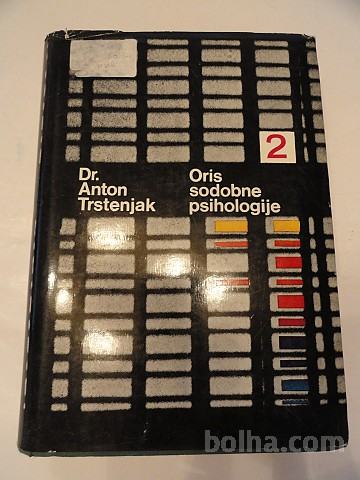 2
Dr.
Anton
Trstenjak
Oris
sodobne
psihologije
bolha.com